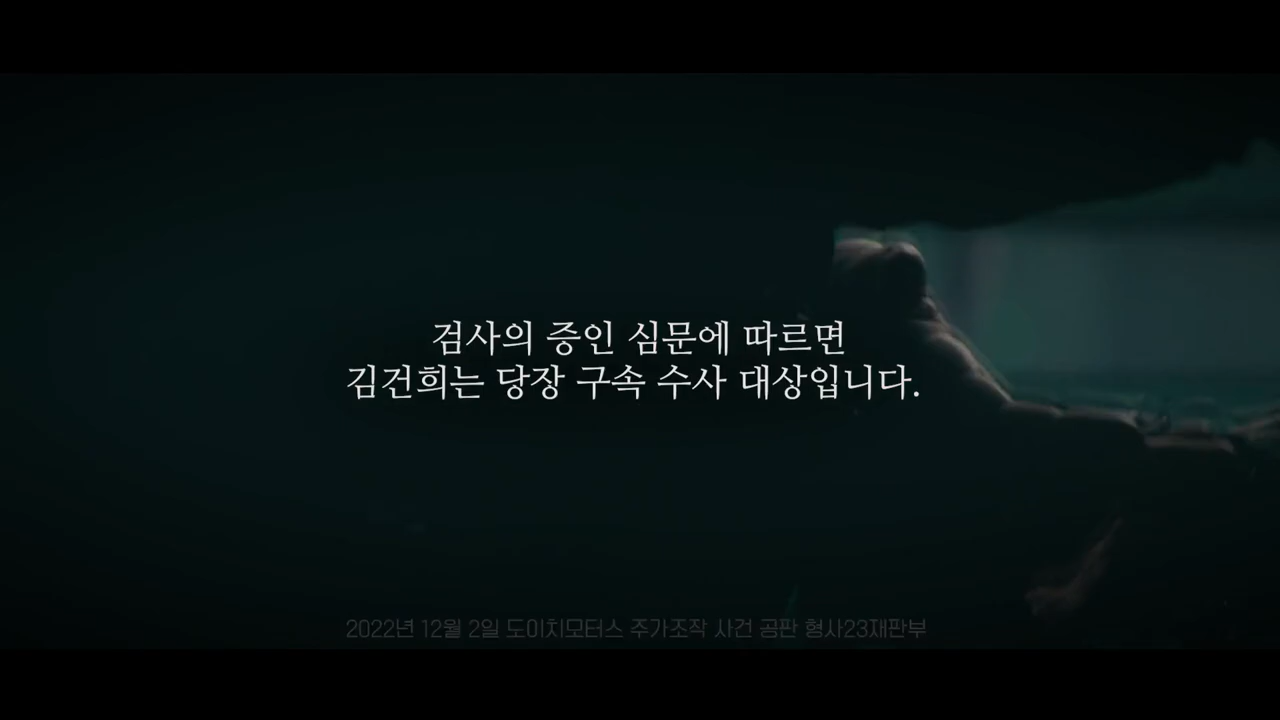 검사의 증인 심문에 따르면
김건희는 당장 구속 수사 대상입니다.
2022년 12월 2일 도이치모터스 주가조작 사건 공판 형사23재판부